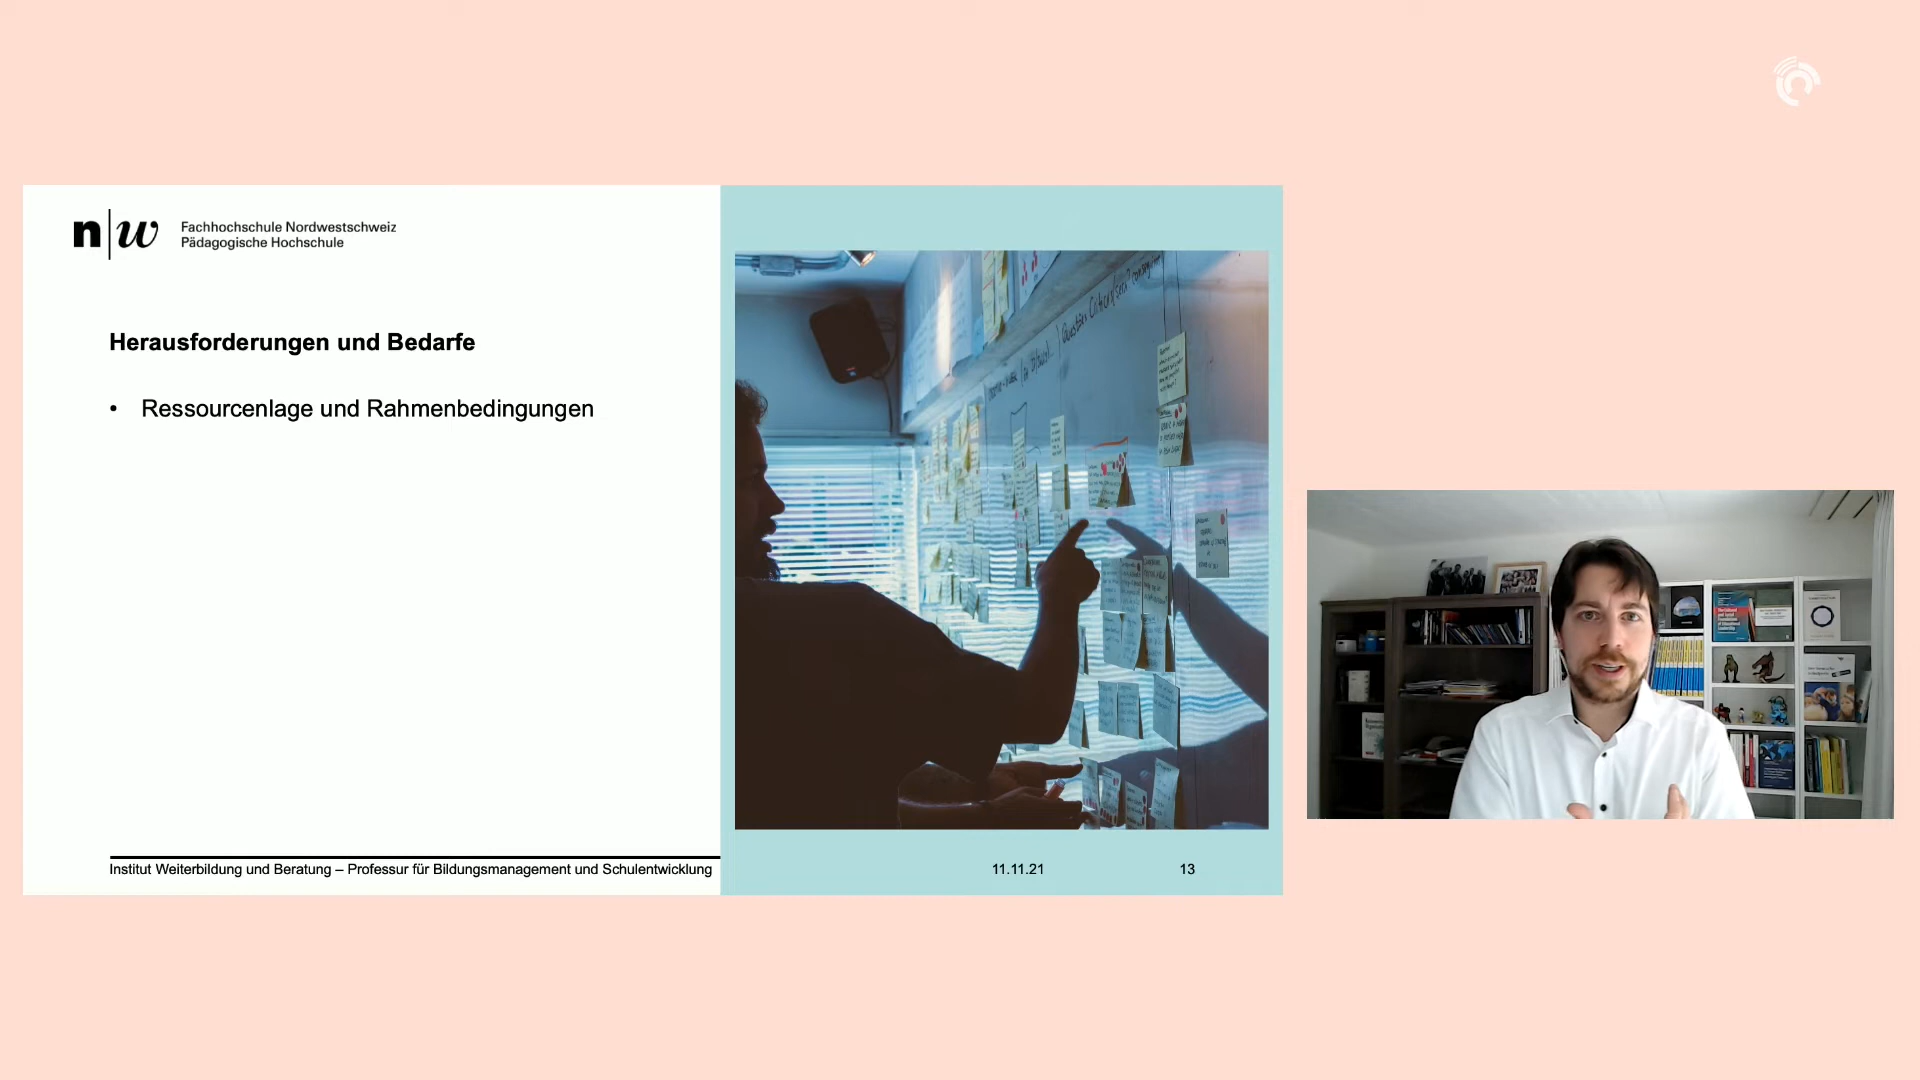 n|w
Fachhochschule Nordwestschweiz
Pädagogische Hochschule
Herausforderungen und Bedarfe
• Ressourcenlage und Rahmenbedingungen
Institut Weiterbildung und Beratung – Professur für Bildungsmanagement und Schulentwicklung
11.11.21
13